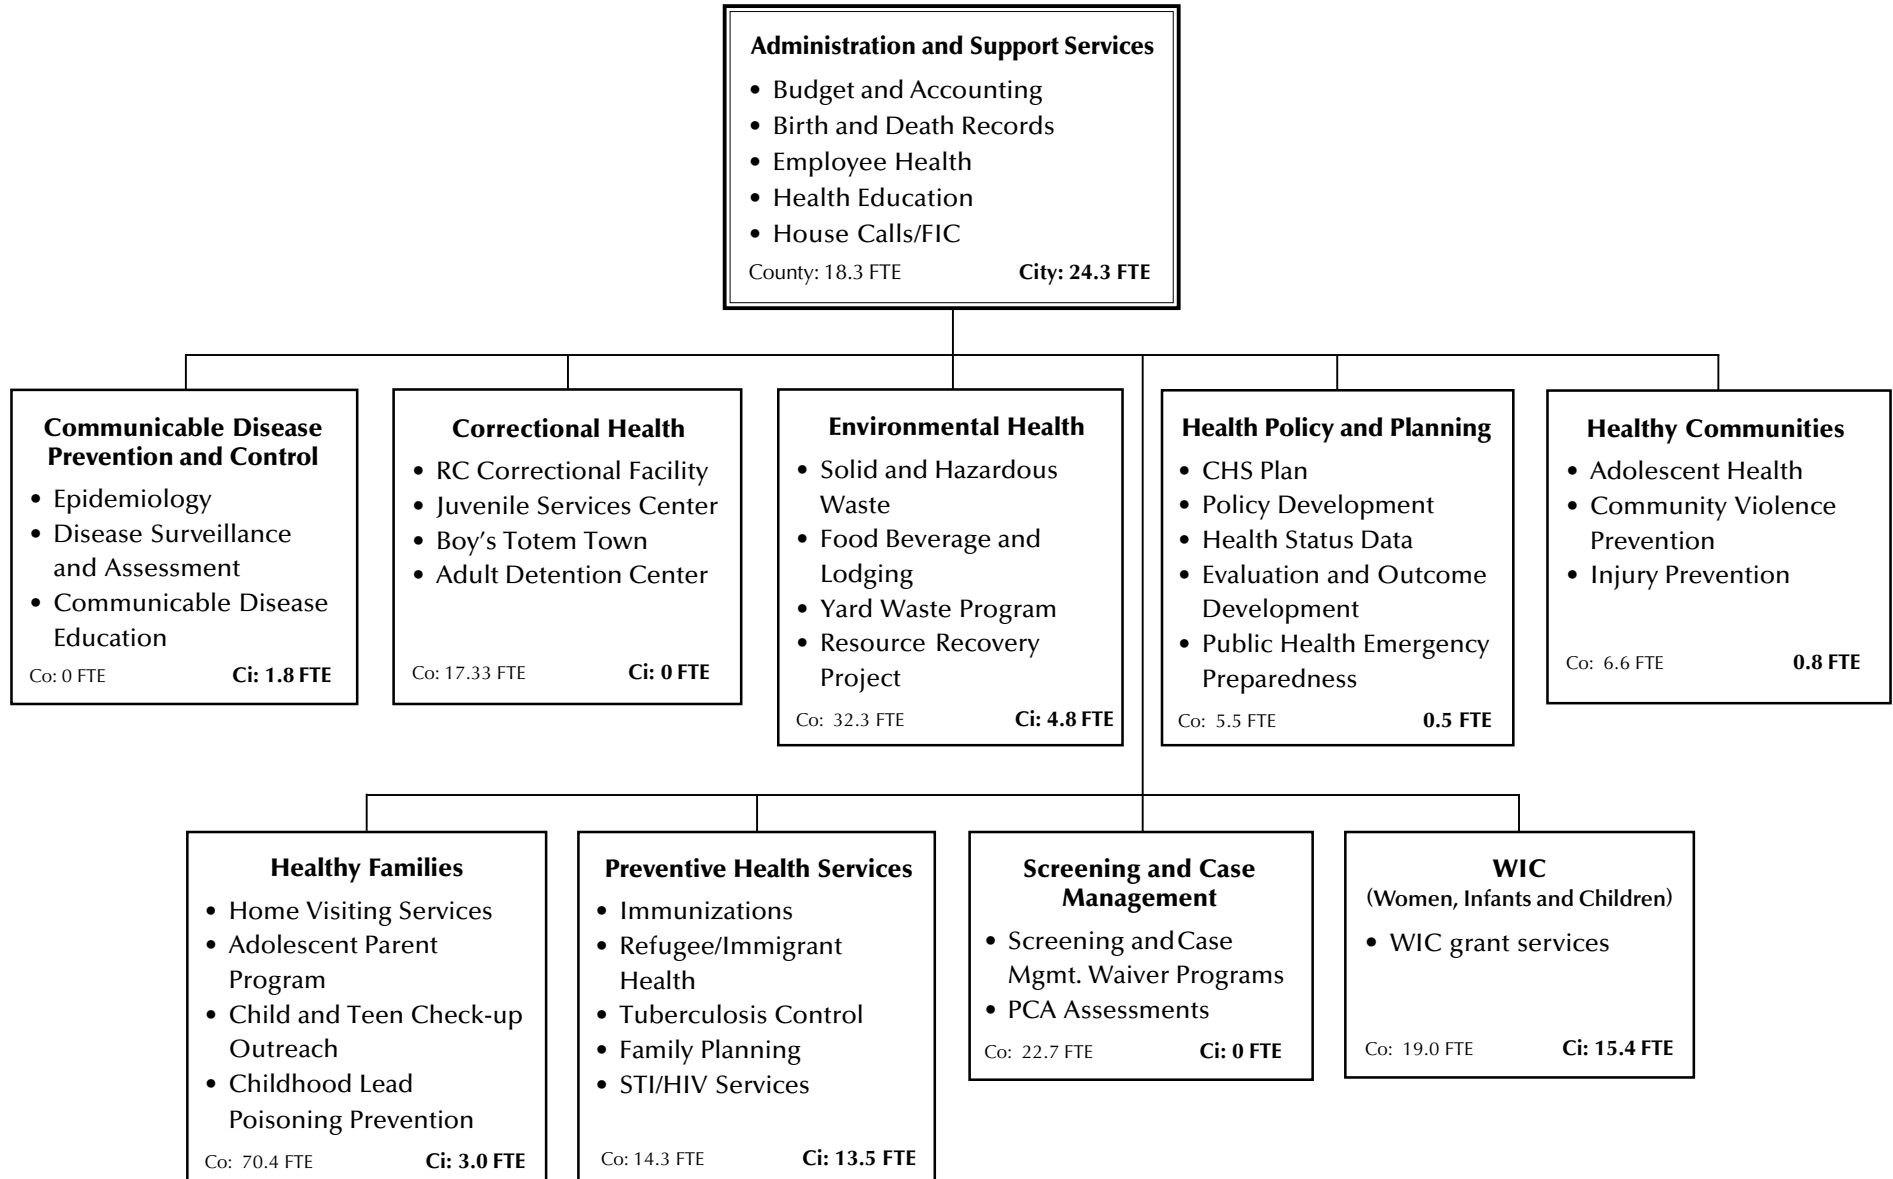 Administration and Support Services
• Budget and Accounting
• Birth and Death Records
• Employee Health
• Health Education
• House Calls/FIC
County: 18.3 FTE City: 24.3 FTE
Communicable Disease
Prevention and Control
• Epidemiology
• Disease Surveillance
and Assessment
• Communicable Disease
Education
Co: 0 FTE Ci: 1.8 FTE
Correctional Health
• RC Correctional Facility
• Juvenile Services Center
• Boy's Totem Town
• Adult Detention Center
Co: 17.33 FTE Ci: 0 FTE
Environmental Health
• Solid and Hazardous
Waste
• Food Beverage and
Lodging
• Yard Waste Program
• Resource Recovery
Project
Co: 32.3 FTE Ci: 4.8 FTE
Health Policy and Planning
• CHS Plan
• Policy Development
• Health Status Data
• Evaluation and Outcome
Development
• Public Health Emergency
Preparedness
Co: 5.5 FTE 0.5 FTE
Healthy Communities
• Adolescent Health
• Community Violence
Prevention
• Injury Prevention
Co: 6.6 FTE 0.8 FTE
Healthy Families
• Home Visiting Services
• Adolescent Parent
Program
• Child and Teen Check-up
Outreach
• Childhood Lead
Poisoning Prevention
Co: 70.4 FTE Ci: 3.0 FTE
Preventive Health Services
• Immunizations
• Refugee/Immigrant
Health
• Tuberculosis Control
• Family Planning
• STI/HIV Services
Co: 14.3 FTE Ci: 13.5 FTE
Screening and Case
Management
• Screening and Case
Mgmt. Waiver Programs
• PCA Assessments
Co: 22.7 FTE Ci: 0 FTE
WIC
(Women, Infants and Children)
• WIC grant services
Co: 19.0 FTE Ci: 15.4 FTE